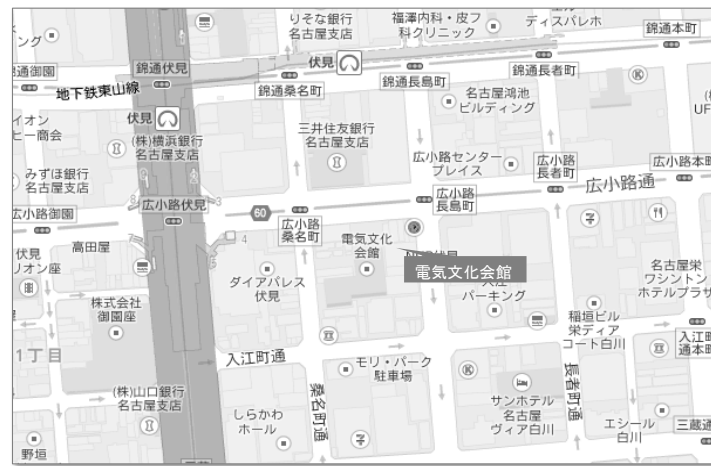 りそな銀行
名古屋支店
福澤内科・皮フ
科クリニック
ディスパレホ
錦通本町
ング
錦通御園
錦通伏見
伏見
錦通長島町
錦通長者町
地下鉄東山線
錦通桑名町
名古屋鴻池
ビルディング
UF
イオン
ヒー商会
伏見
(株)横浜銀行
名古屋支店
三井住友銀行
名古屋支店
みずほ銀行
名古屋支店
広小路センター
プレイス
広小路
長者町
広小路本町
広小路通
広小路
長島町
広小路御園
広小路伏見
3
60
広小路
桑名町
4
伏見
リオン座
高田屋
電気文化
会館
電気文化会館
ダイアパレス
伏見
パーキング
名古屋栄
ワシントン
ホテルプラザ
株式会社
御園座
稲垣ビル
栄ディア
コート白川
入江町
通本町
1丁目
入江町通
モリ・パーク
駐車場
(株)山口銀行
名古屋支店
桑名町通
長者町通
サンホテル
名古屋
ヴィア白川
しらかわ
ホール
エシール
白川
三蔵通
野垣